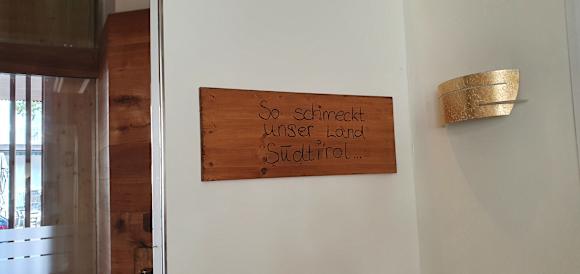 So schmeckt
unser Land
Südtirol...